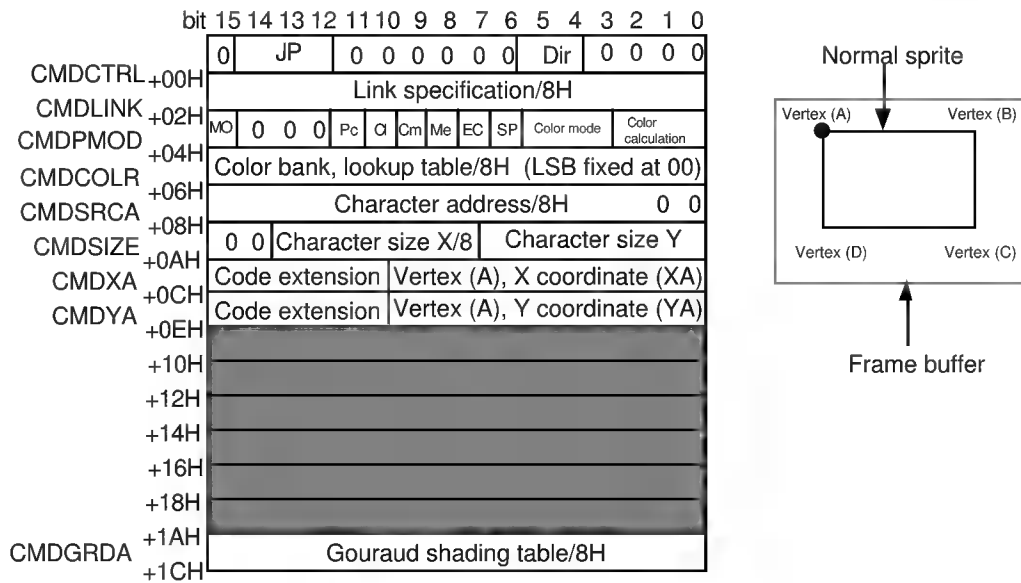 bit 15 14 13 12 11 10 9 8 7 6 5 4 3 2 1 0
0 JP 0 0 0 0 0 0 Dir 0 0 0 0
CMDCTRL +00H
Link specification/8H
CMDLINK +02H
MO 0 0 0 Pc Cl Cm Me EC SP Color mode Color calculation
CMDPMOD +04H
Color bank, lookup table/8H (LSB fixed at 00)
CMDCOLR +06H
Character address/8H 0 0
CMDSRCA +08H
0 0 Character size X/8 Character size Y
CMDSIZE +0AH
Code extension Vertex (A), X coordinate (XA)
CMDXA +0CH
Code extension Vertex (A), Y coordinate (YA)
CMDYA +0EH
+10H
+12H
+14H
+16H
+18H
+1AH
CMDGRDA Gouraud shading table/8H
+1CH
Normal sprite
Vertex (A) Vertex (B)
Vertex (D) Vertex (C)
Frame buffer